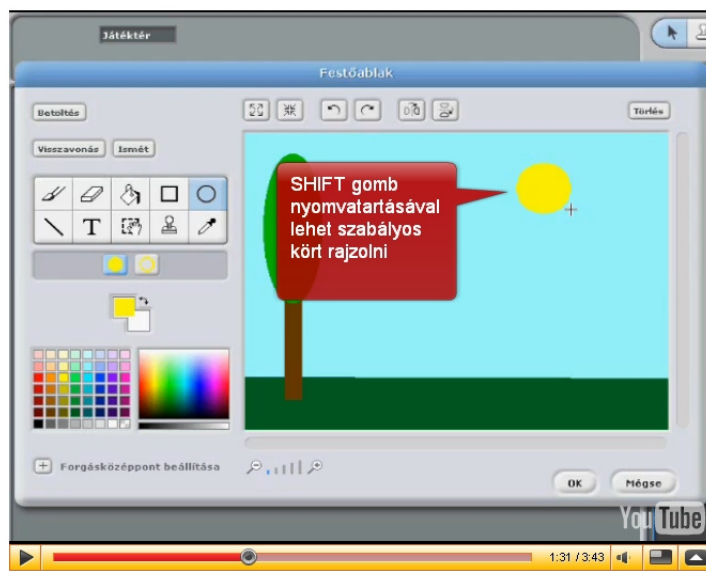 Játéktér
Festőablak
Betöltés
Törlés
Visszavonás Ismét
T
SHIFT gomb
nyomvatartásával
lehet szabályos
kört rajzolni
Forgásközéppont beállítása
OK Mégse
YouTube
1:31 / 3:43